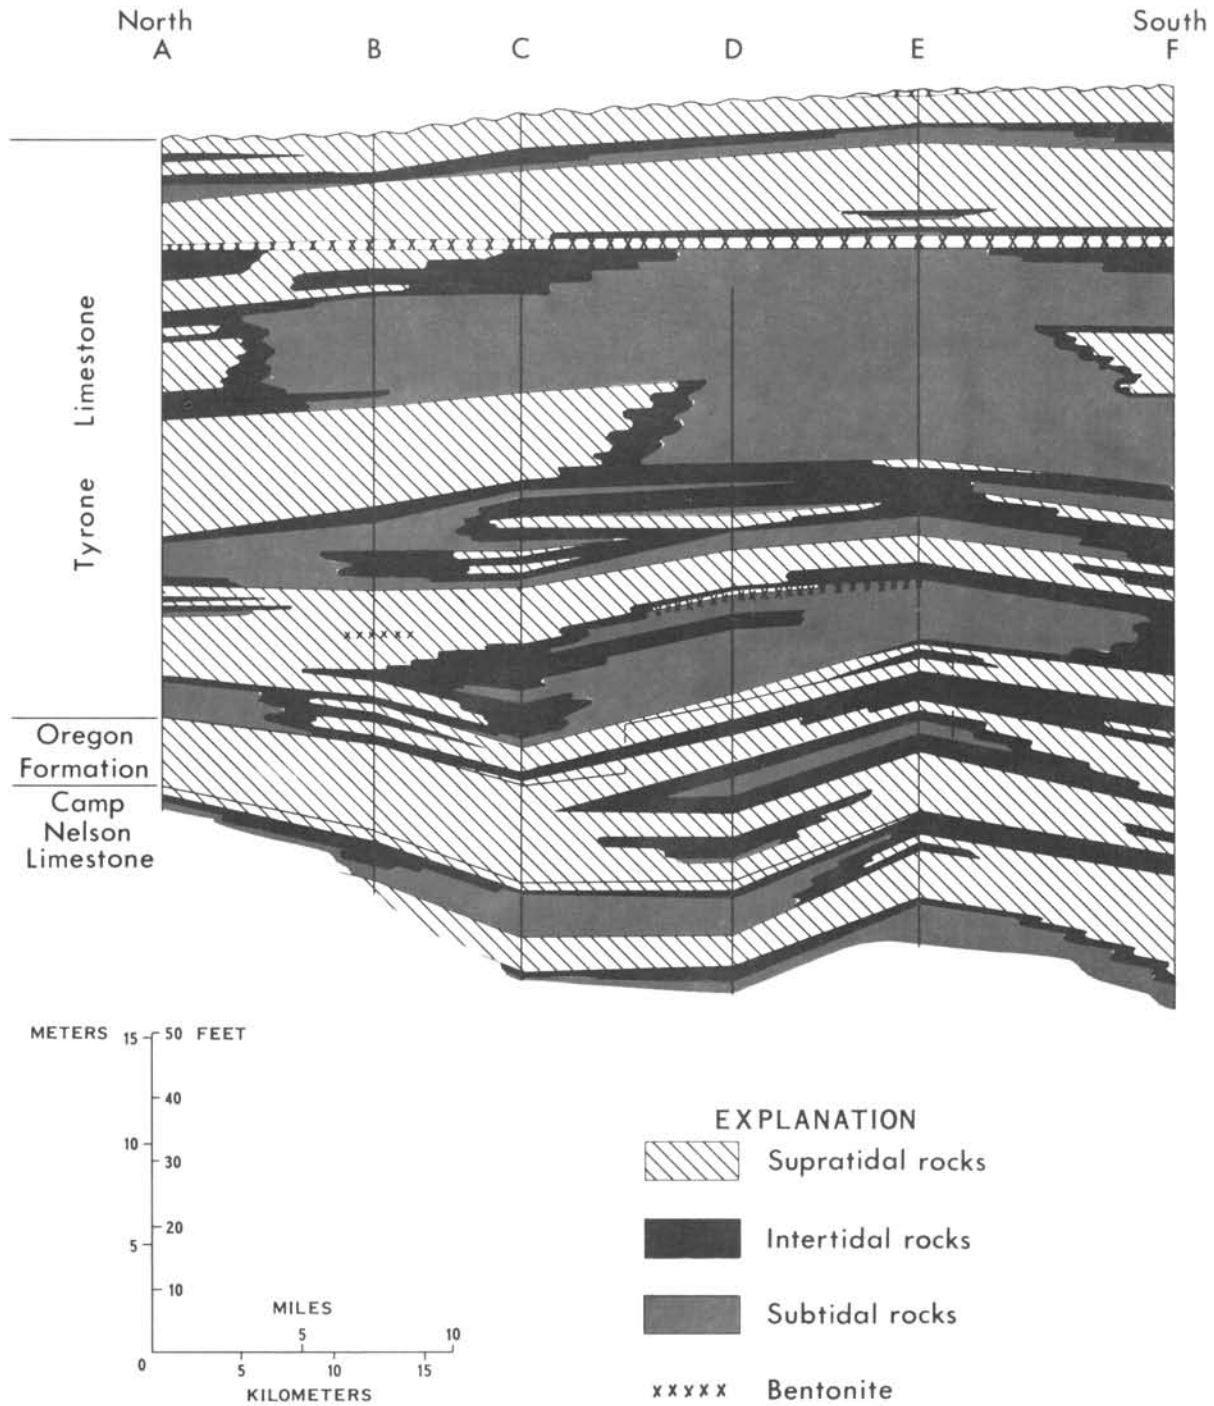 North South
A B C D E F
Tyrone Limestone
Oregon
Formation
Camp
Nelson
Limestone
METERS 15 50 FEET
40
10
30
20
5
10
MILES
5 10
0
5 10 15
KILOMETERS
EXPLANATION
Supratidal rocks
Intertidal rocks
Subtidal rocks
xxxxx Bentonite